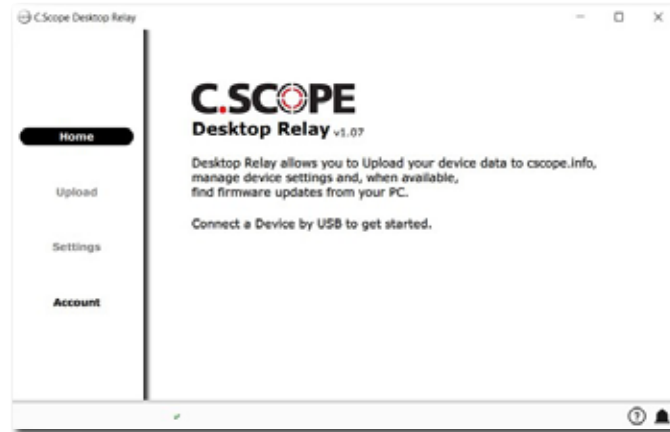 C.Scope Desktop Relay
C.SCOPE
Desktop Relay v1.07
Home
Desktop Relay allows you to Upload your device data to cscope.info,
manage device settings and, when available,
find firmware updates from your PC.
Upload
Connect a Device by USB to get started.
Settings
Account
?